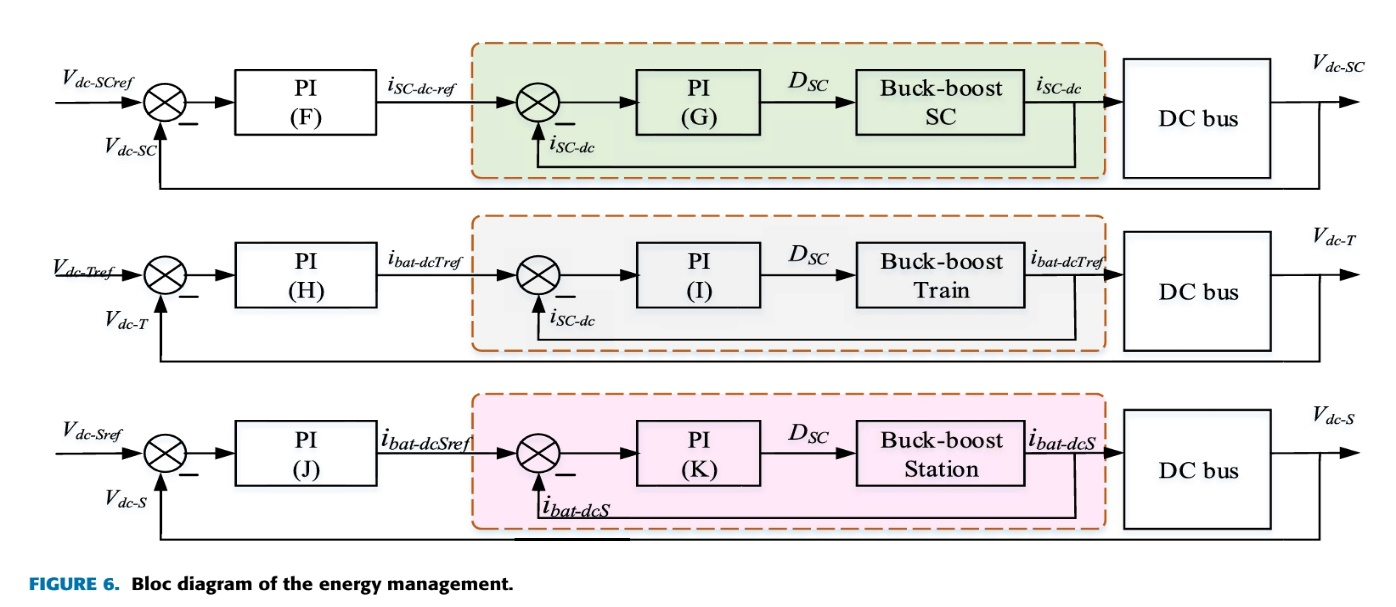 V_dc-SCref
PI
(F)
i_SC-dc-ref
D_SC
PI
(G)
Buck-boost
SC
i_SC-dc
DC bus
V_dc-SC
V_dc-SC
i_SC-dc
V_dc-Tref
PI
(H)
i_bat-dcTref
PI
(I)
D_SC
Buck-boost
Train
i_bat-dcTref
DC bus
V_dc-T
V_dc-T
i_SC-dc
V_dc-Sref
PI
(J)
i_bat-dcSref
PI
(K)
D_SC
Buck-boost
Station
i_bat-dcS
DC bus
V_dc-S
V_dc-S
i_bat-dcS
FIGURE 6. Bloc diagram of the energy management.